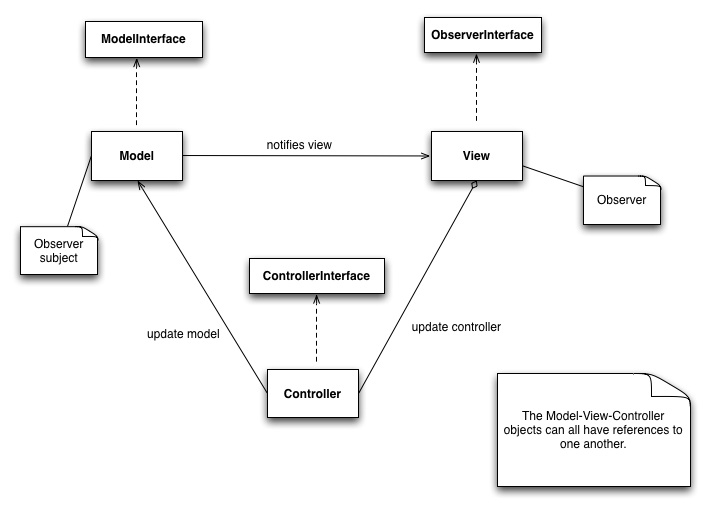 ModelInterface
ObserverInterface
Model
notifies view
View
Observer
Observer
subject
ControllerInterface
update model
update controller
Controller
The Model-View-Controller
objects can all have references to
one another.